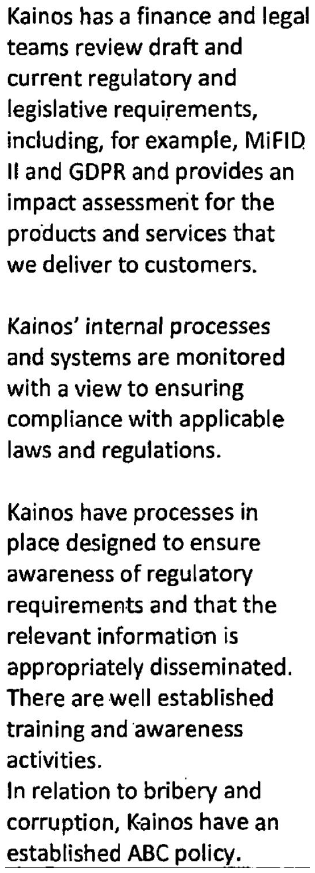 Kainos has a finance and legal
teams review draft and
current regulatory and
legislative requirements,
including, for example, MiFID
II and GDPR and provides an
impact assessment for the
products and services that
we deliver to customers.
Kainos' internal processes
and systems are monitored
with a view to ensuring
compliance with applicable
laws and regulations.
Kainos have processes in
place designed to ensure
awareness of regulatory
requirements and that the
relevant information is
appropriately disseminated.
There are well established
training and awareness
activities.
In relation to bribery and
corruption, Kainos have an
established ABC policy.